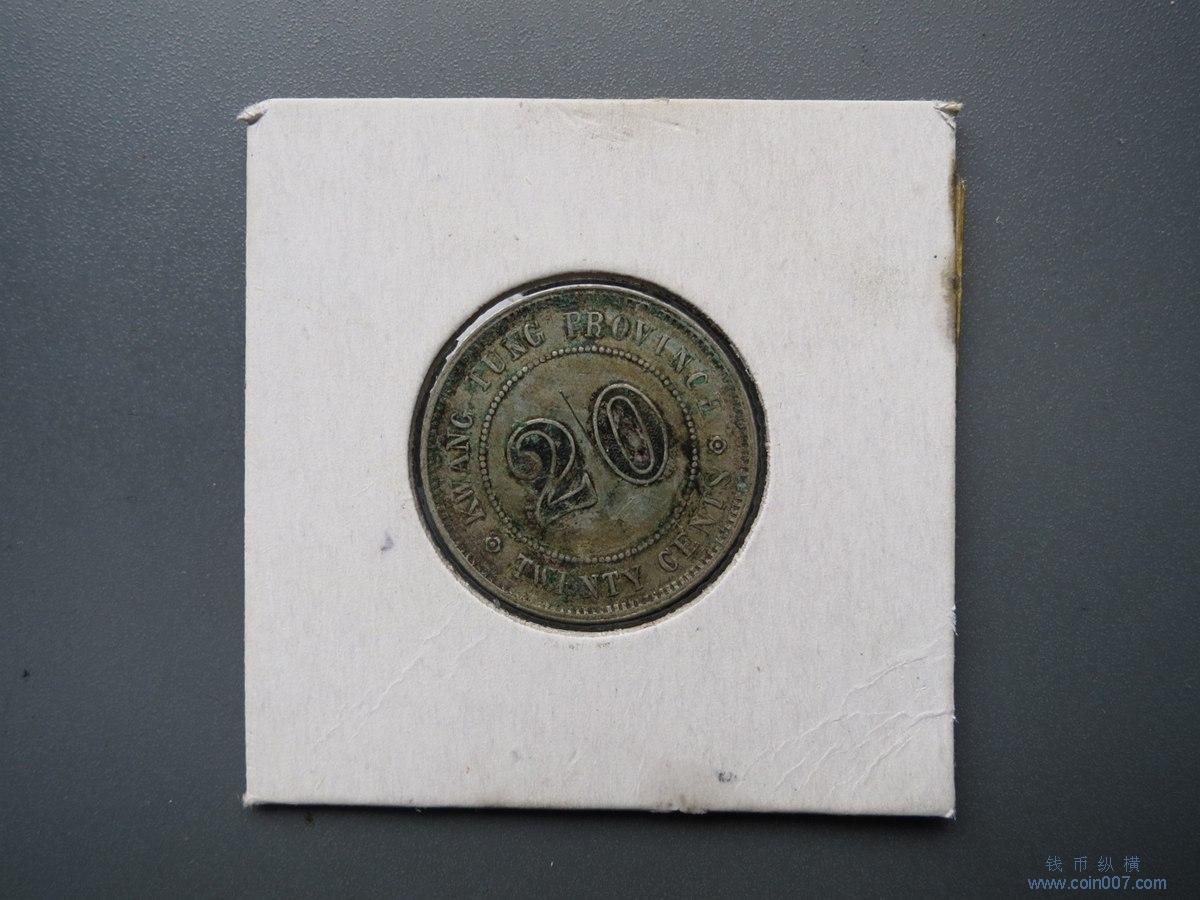 KWANG TUNG PROVINCE
20
TWENTY CENTS
钱币纵横
www.coin007.com